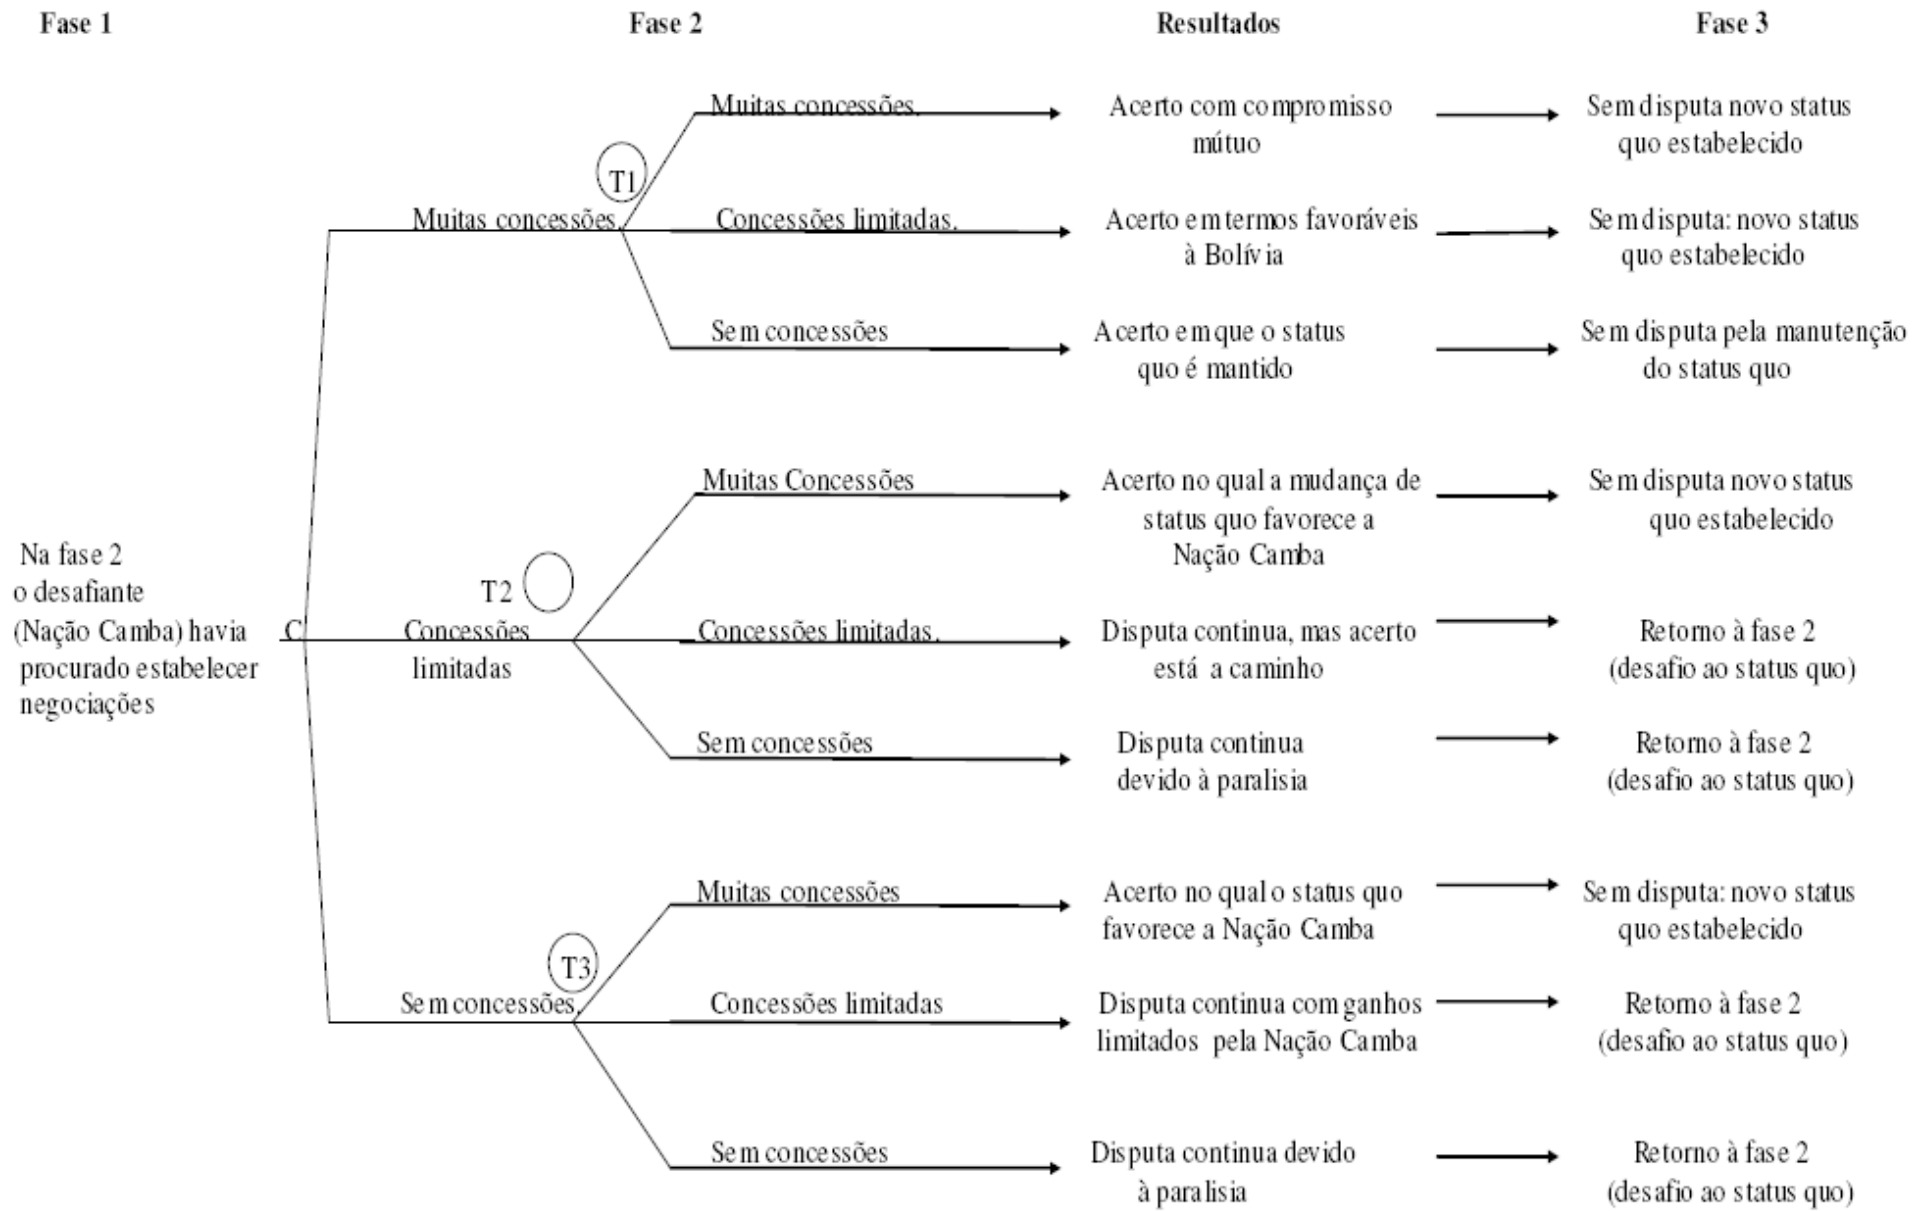 Fase 1
Fase 2
Resultados
Fase 3
Na fase 2
o desafiante
(Nação Camba) havia
procurado estabelecer
negociações
C
Muitas concessões.
T1
Muitas concessões.
Acerto com compromisso
mútuo
Sem disputa novo status
quo estabelecido
Concessões limitadas.
Acerto em termos favoráveis
à Bolívia
Sem disputa: novo status
quo estabelecido
Sem concessões
Acerto em que o status
quo é mantido
Sem disputa pela manutenção
do status quo
Concessões
limitadas
T2
Muitas Concessões
Acerto no qual a mudança de
status quo favorece a
Nação Camba
Sem disputa novo status
quo estabelecido
Concessões limitadas.
Disputa continua, mas acerto
está a caminho
Retorno à fase 2
(desafio ao status quo)
Sem concessões
Disputa continua
devido à paralisia
Retorno à fase 2
(desafio ao status quo)
Sem concessões.
T3
Muitas concessões
Acerto no qual o status quo
favorece a Nação Camba
Sem disputa: novo status
quo estabelecido
Concessões limitadas
Disputa continua com ganhos
limitados pela Nação Camba
Retorno à fase 2
(desafio ao status quo)
Sem concessões
Disputa continua devido
à paralisia
Retorno à fase 2
(desafio ao status quo)